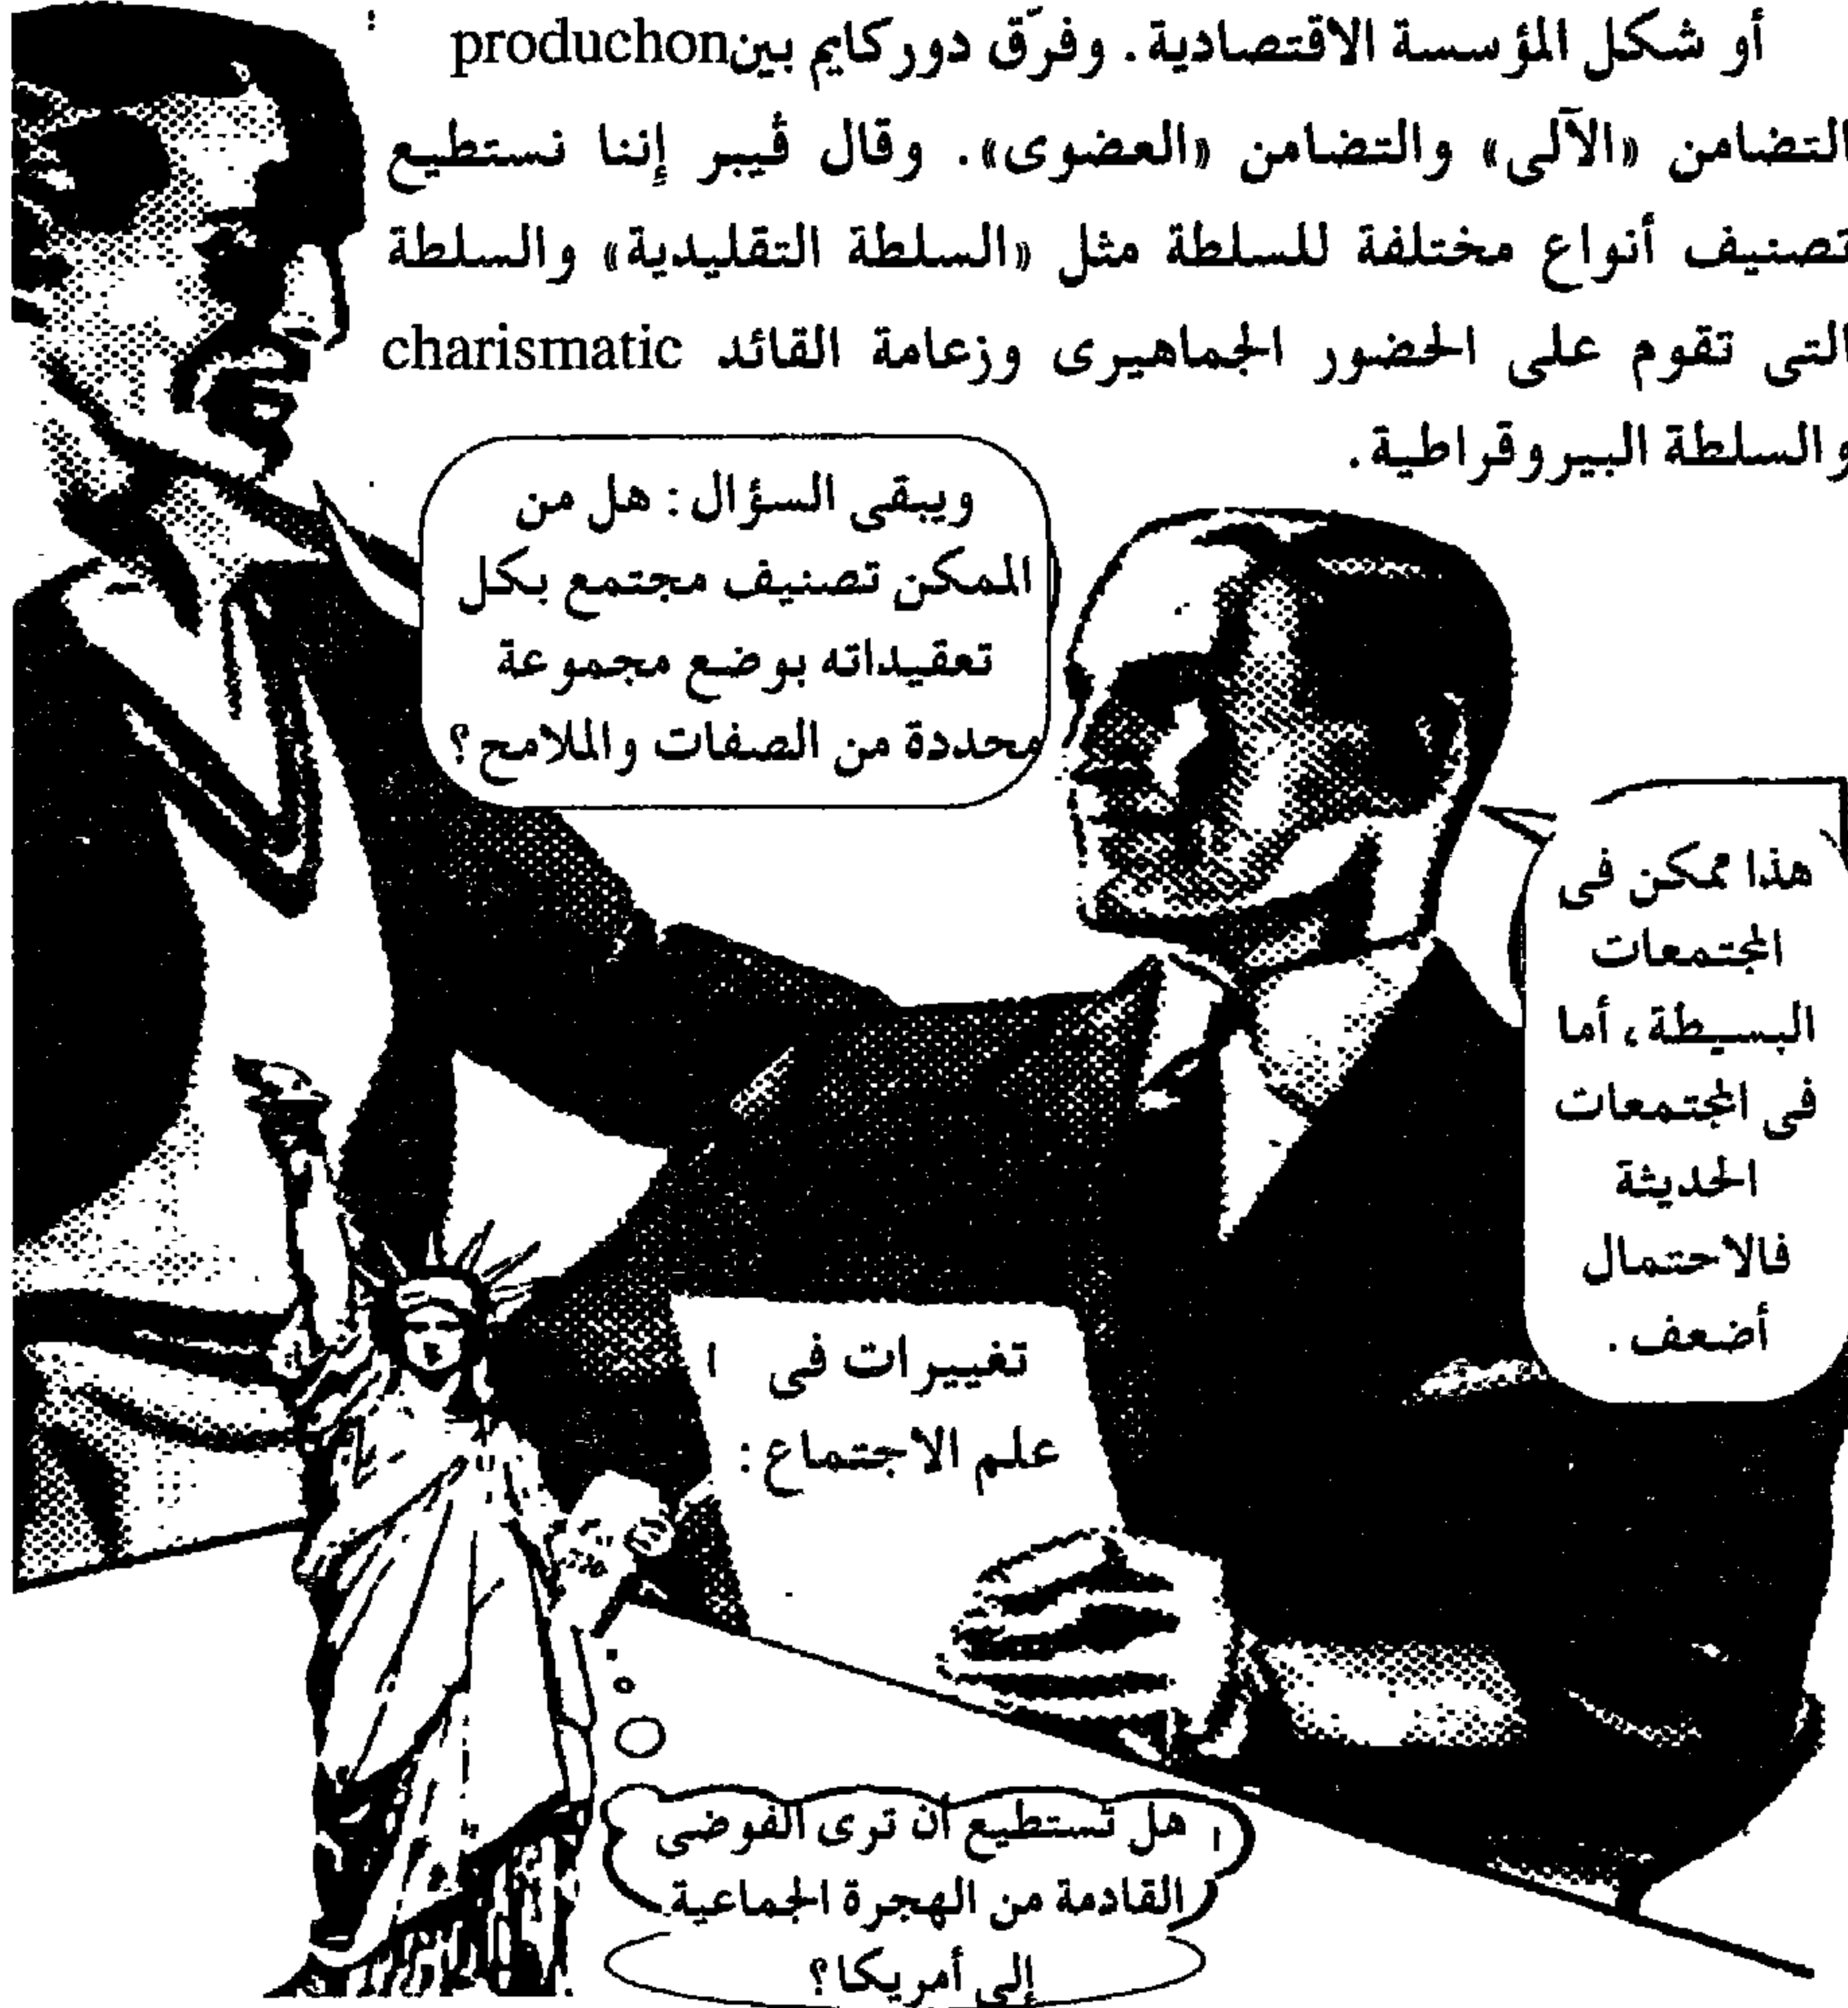 أو شكل المؤسسة الاقتصادية. وفرّق دوركايم بين produchon
التضامن «الآلى» والتضامن «العضوى». وقال ڤيبر إننا نستطيع
تصنيف أنواع مختلفة للسلطة مثل «السلطة التقليدية» والسلطة
التى تقوم على الحضور الجماهيرى وزعامة القائد charismatic
والسلطة البيروقراطية.
ويبقى السؤال: هل من
الممكن تصنيف مجتمع بكل
تعقيداته بوضع مجموعة
محددة من الصفات والملامح؟
هذا ممكن فى
المجتمعات
البسيطة، أما
فى المجتمعات
الحديثة
فالاحتمال
أضعف.
تغييرات فى
علم الاجتماع:
هل تستطيع أن ترى الفوضى
القادمة من الهجرة الجماعية
إلى أمريكا؟